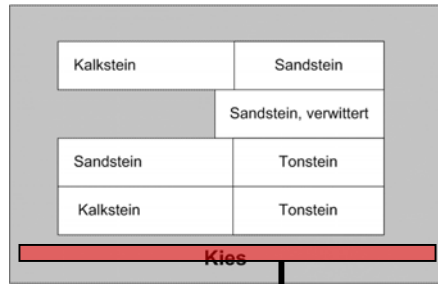 Kalkstein Sandstein
Sandstein, verwittert
Sandstein Tonstein
Kalkstein Tonstein
Kies